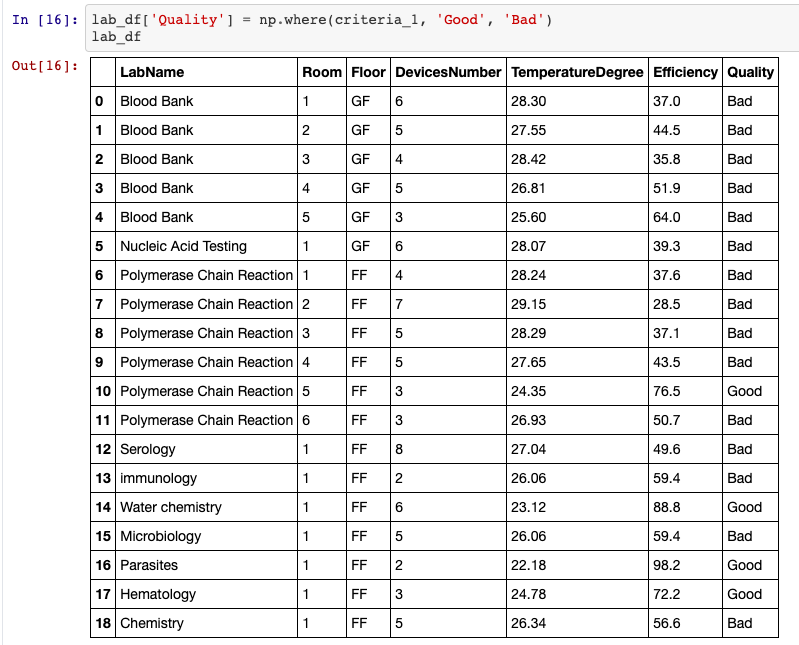 In [16]: lab_df['Quality'] = np.where(criteria_1, 'Good', 'Bad')
lab_df
Out[16]:
LabName Room Floor DevicesNumber TemperatureDegree Efficiency Quality
0 Blood Bank 1 GF 6 28.30 37.0 Bad
1 Blood Bank 2 GF 5 27.55 44.5 Bad
2 Blood Bank 3 GF 4 28.42 35.8 Bad
3 Blood Bank 4 GF 5 26.81 51.9 Bad
4 Blood Bank 5 GF 3 25.60 64.0 Bad
5 Nucleic Acid Testing 1 GF 6 28.07 39.3 Bad
6 Polymerase Chain Reaction 1 FF 4 28.24 37.6 Bad
7 Polymerase Chain Reaction 2 FF 7 29.15 28.5 Bad
8 Polymerase Chain Reaction 3 FF 5 28.29 37.1 Bad
9 Polymerase Chain Reaction 4 FF 5 27.65 43.5 Bad
10 Polymerase Chain Reaction 5 FF 3 24.35 76.5 Good
11 Polymerase Chain Reaction 6 FF 3 26.93 50.7 Bad
12 Serology 1 FF 8 27.04 49.6 Bad
13 immunology 1 FF 2 26.06 59.4 Bad
14 Water chemistry 1 FF 6 23.12 88.8 Good
15 Microbiology 1 FF 5 26.06 59.4 Bad
16 Parasites 1 FF 2 22.18 98.2 Good
17 Hematology 1 FF 3 24.78 72.2 Good
18 Chemistry 1 FF 5 26.34 56.6 Bad